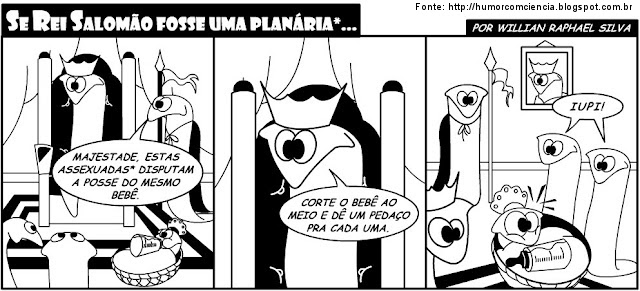 Fonte: http://humorcomciencia.blogspot.com.br
SE REI SALOMÃO FOSSE UMA PLANÁRIA*...
POR WILLIAN RAPHAEL SILVA
MAJESTADE, ESTAS
ASSEXUADAS* DISPUTAM
A POSSE DO MESMO
BEBÊ.
CORTE O BEBÊ AO
MEIO E DÊ UM PEDAÇO
PRA CADA UMA.
IUPI!